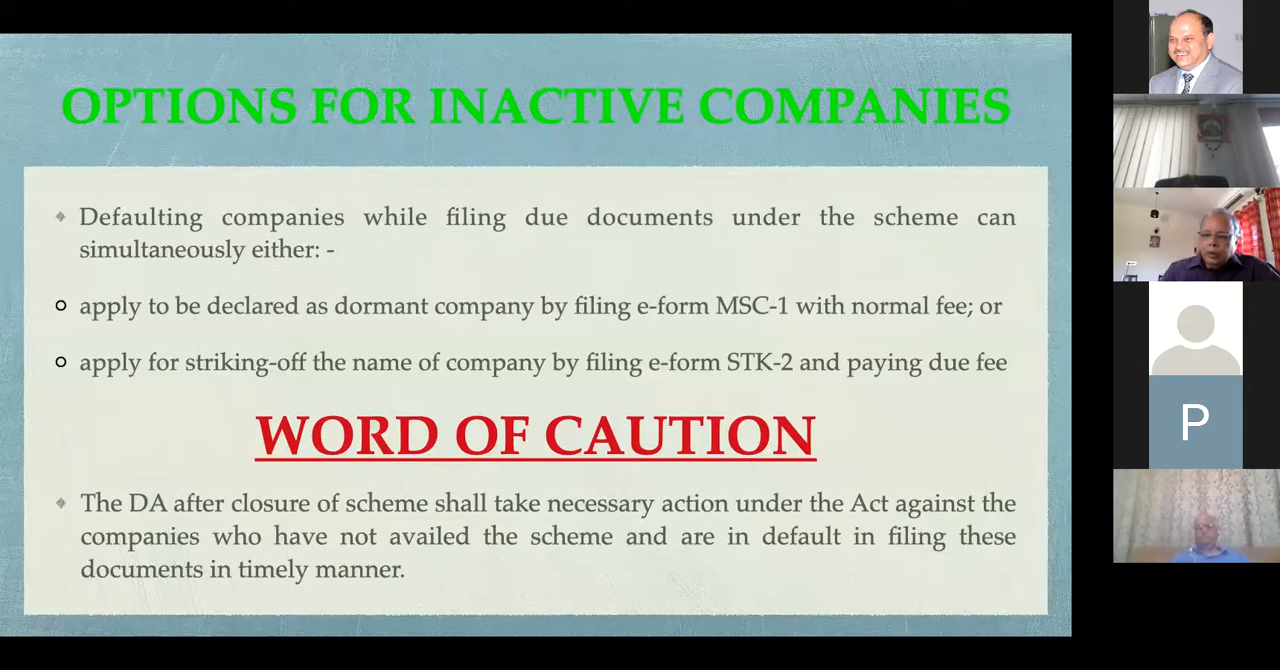 OPTIONS FOR INACTIVE COMPANIES
Defaulting companies while filing due documents under the scheme can
simultaneously either: -
apply to be declared as dormant company by filing e-form MSC-1 with normal fee; or
apply for striking-off the name of company by filing e-form STK-2 and paying due fee
WORD OF CAUTION
The DA after closure of scheme shall take necessary action under the Act against the
companies who have not availed the scheme and are in default in filing these
documents in timely manner.
P